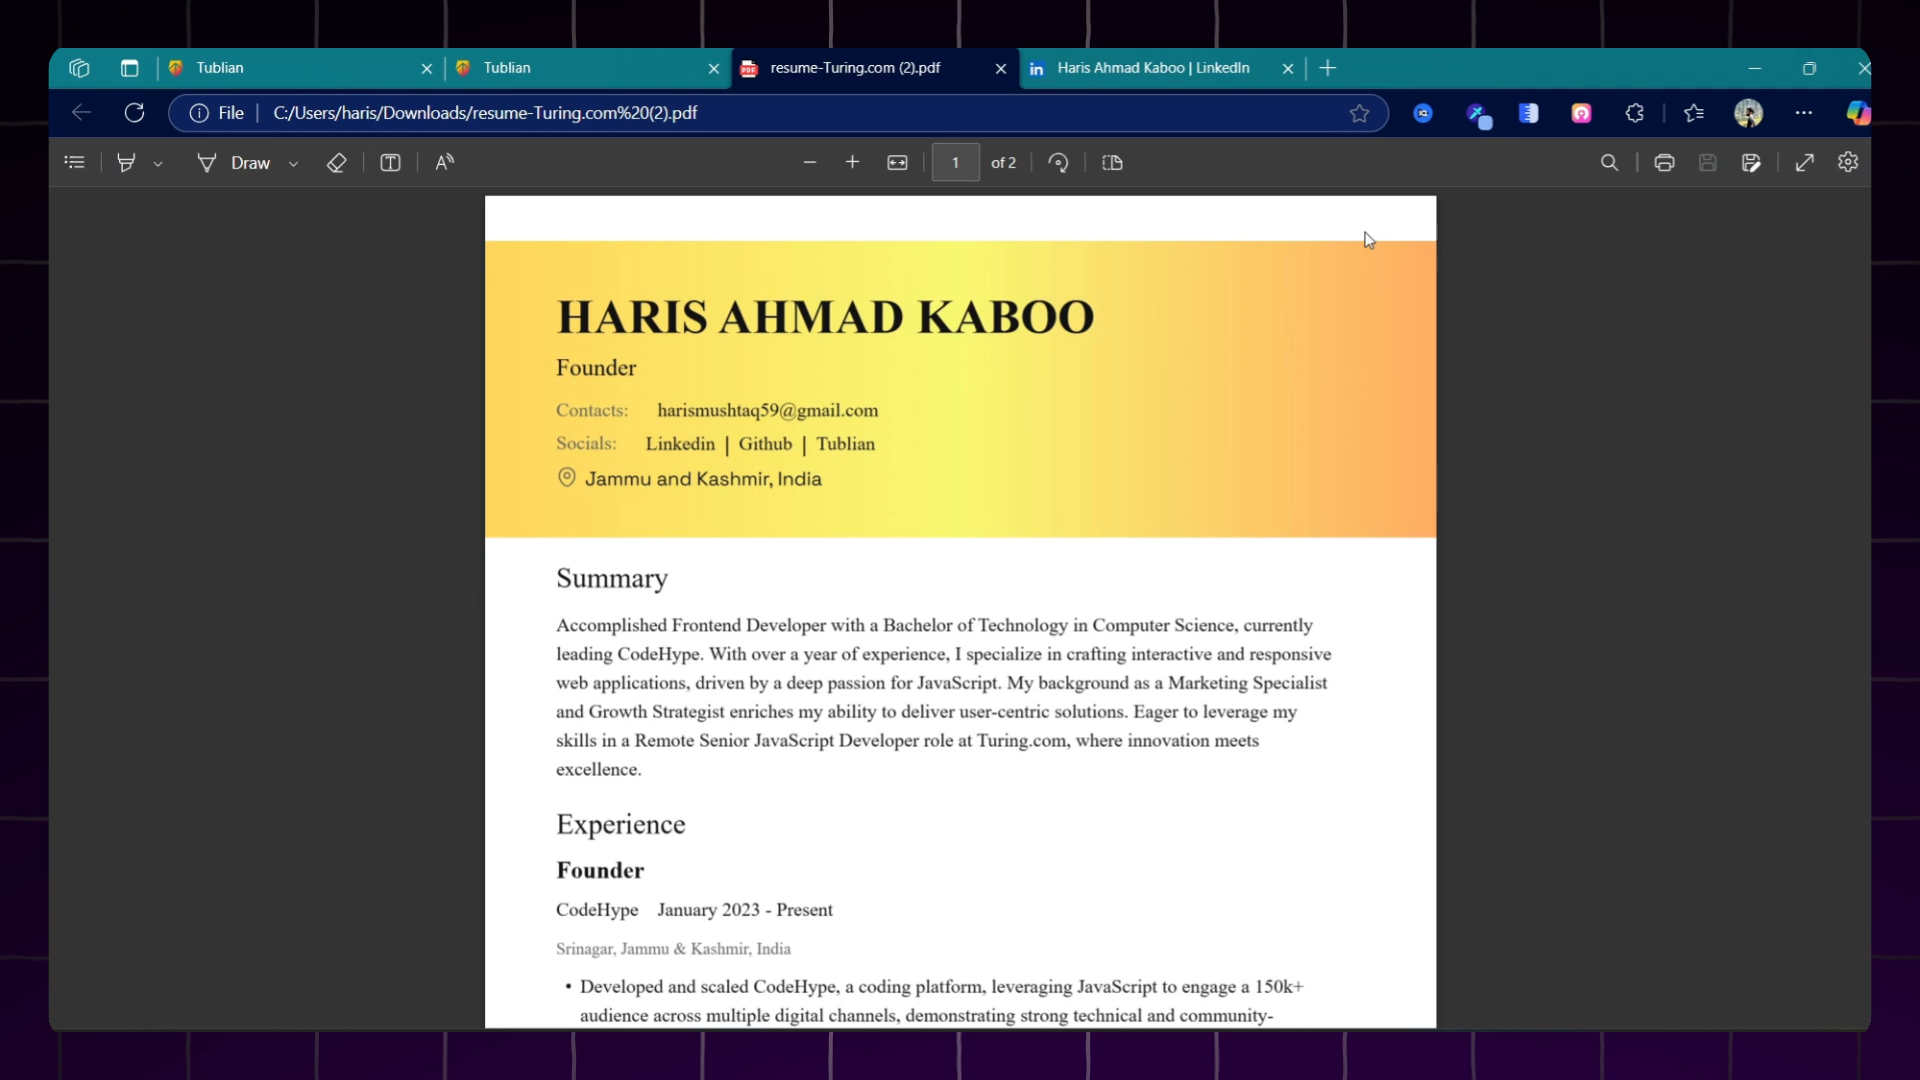 Tublian
Tublian
resume-Turing.com (2).pdf
Haris Ahmad Kaboo | LinkedIn
File
C:/Users/haris/Downloads/resume-Turing.com%20(2).pdf
Draw
1 of 2
HARIS AHMAD KABOO
Founder
Contacts: harismushtaq59@gmail.com
Socials: Linkedin | Github | Tublian
Jammu and Kashmir, India
Summary
Accomplished Frontend Developer with a Bachelor of Technology in Computer Science, currently
leading CodeHype. With over a year of experience, I specialize in crafting interactive and responsive
web applications, driven by a deep passion for JavaScript. My background as a Marketing Specialist
and Growth Strategist enriches my ability to deliver user-centric solutions. Eager to leverage my
skills in a Remote Senior JavaScript Developer role at Turing.com, where innovation meets
excellence.
Experience
Founder
CodeHype January 2023 - Present
Srinagar, Jammu & Kashmir, India
• Developed and scaled CodeHype, a coding platform, leveraging JavaScript to engage a 150k+
audience across multiple digital channels, demonstrating strong technical and community-